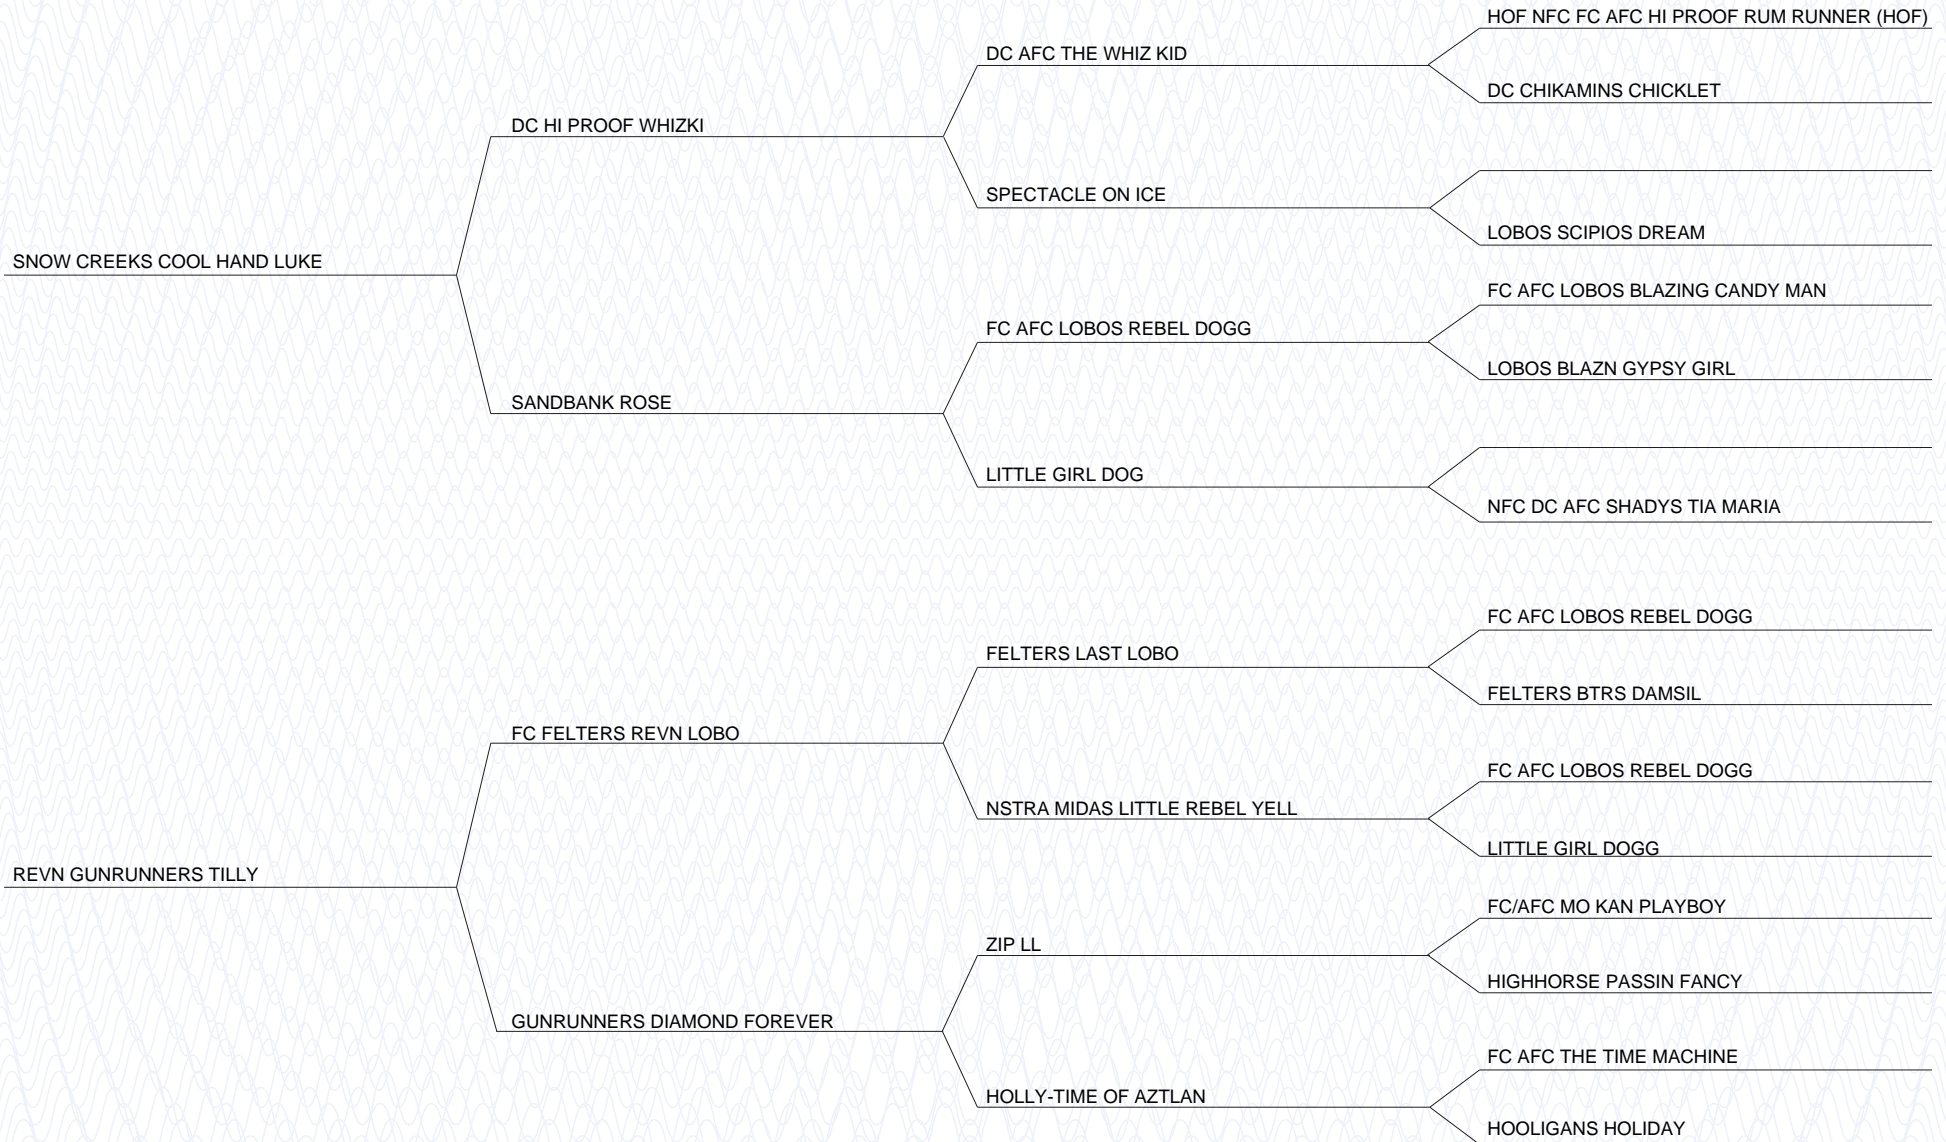 HOF NFC FC AFC HI PROOF RUM RUNNER (HOF)
DC AFC THE WHIZ KID
DC CHIKAMINS CHICKLET
DC HI PROOF WHIZKI
SPECTACLE ON ICE
LOBOS SCIPIOS DREAM
SNOW CREEKS COOL HAND LUKE
FC AFC LOBOS BLAZING CANDY MAN
FC AFC LOBOS REBEL DOGG
LOBOS BLAZN GYPSY GIRL
SANDBANK ROSE
LITTLE GIRL DOG
NFC DC AFC SHADYS TIA MARIA
FC AFC LOBOS REBEL DOGG
FELTERS LAST LOBO
FELTERS BTRS DAMSIL
FC FELTERS REVN LOBO
FC AFC LOBOS REBEL DOGG
NSTRA MIDAS LITTLE REBEL YELL
LITTLE GIRL DOGG
REVN GUNRUNNERS TILLY
FC/AFC MO KAN PLAYBOY
ZIP LL
HIGHHORSE PASSIN FANCY
GUNRUNNERS DIAMOND FOREVER
FC AFC THE TIME MACHINE
HOLLY-TIME OF AZTLAN
HOOLIGANS HOLIDAY